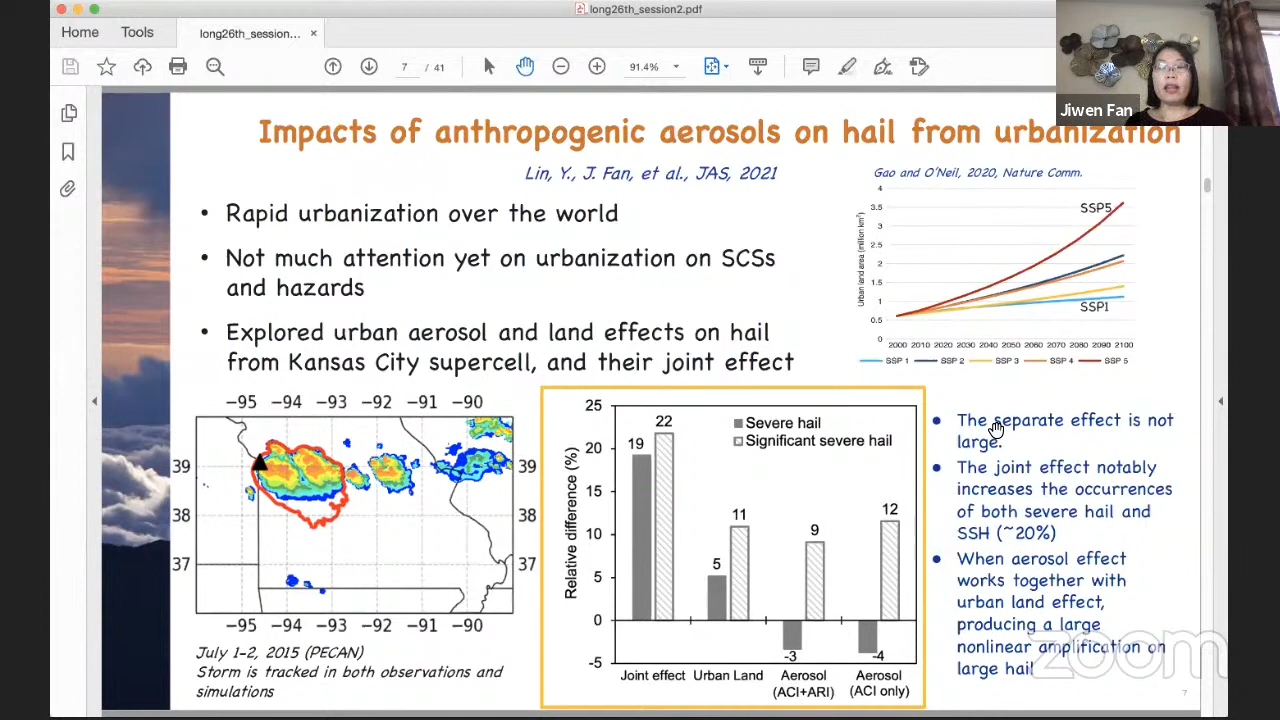 long26th_session2.pdf
Home
Tools
long26th_session...
×
7 / 41
91.4%
Jiwen Fan
Impacts of anthropogenic aerosols on hail from urbanization
Lin, Y., J. Fan, et al., JAS, 2021
Gao and O'Neil, 2020, Nature Comm.
• Rapid urbanization over the world
• Not much attention yet on urbanization on SCSs
and hazards
• Explored urban aerosol and land effects on hail
from Kansas City supercell, and their joint effect
Urban land area (million km²)
4
3.5
3
2.5
2
1.5
1
0.5
0
SSP5
SSP1
2000 2010 2020 2030 2040 2050 2060 2070 2080 2090 2100
SSP 1 SSP 2 SSP 3 SSP 4 SSP 5
−95 −94 −93 −92 −91 −90
39 39
38 38
37 37
−95 −94 −93 −92 −91 −90
July 1-2, 2015 (PECAN)
Storm is tracked in both observations and
simulations
Relative difference (%)
25
20
15
10
5
0
-5
Severe hail
Significant severe hail
19 22
5 11
-3 9
-4 12
Joint effect Urban Land Aerosol Aerosol
(ACI+ARI) (ACI only)
• The separate effect is not
large.
• The joint effect notably
increases the occurrences
of both severe hail and
SSH (~20%)
• When aerosol effect
works together with
urban land effect,
producing a large
nonlinear amplification on
large hail
zoom
7